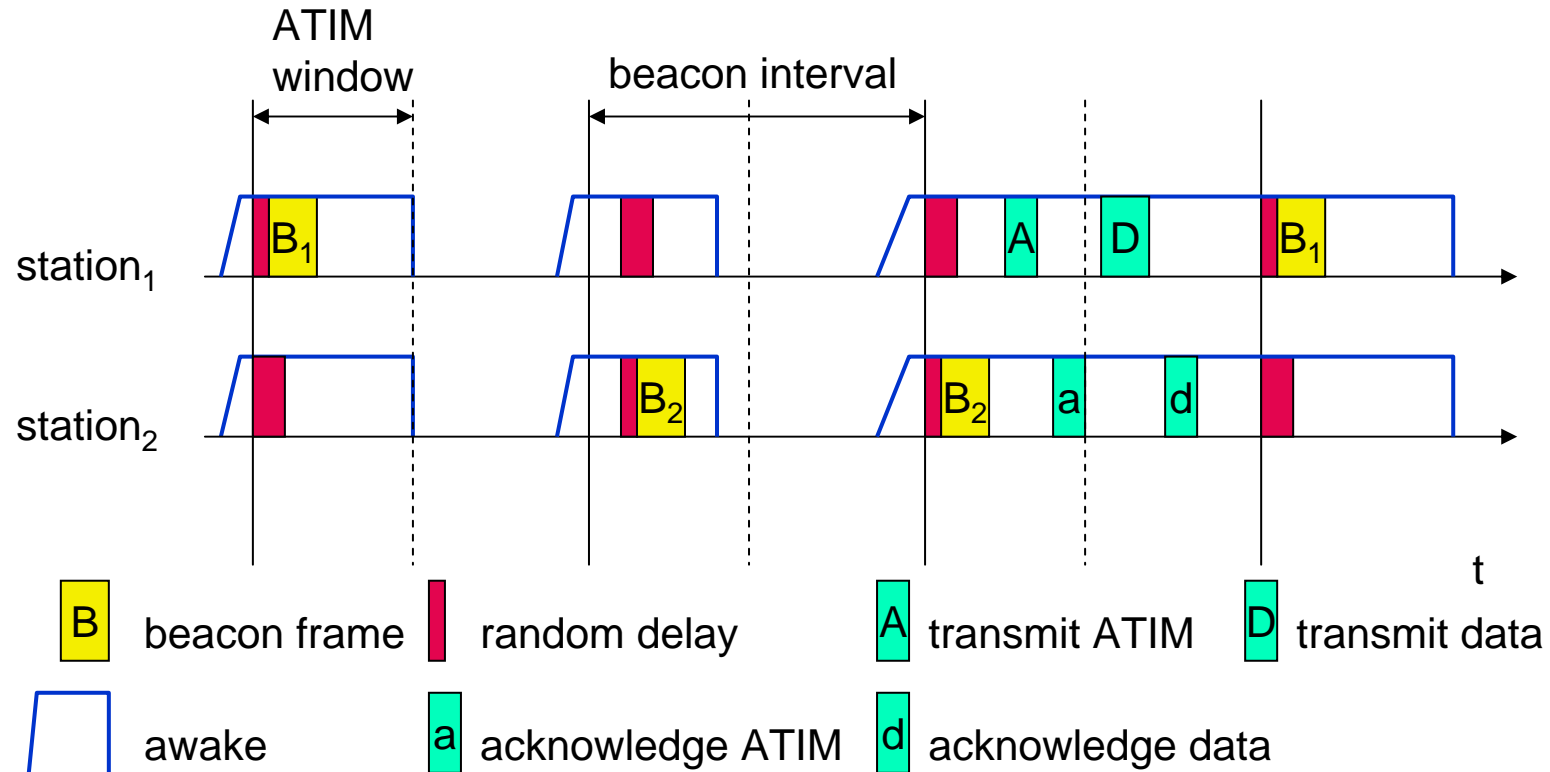 ATIM
window
beacon interval
station₁
B₁
A
D
B₁
station₂
B₂
B₂
a
d
t
B beacon frame
random delay
A transmit ATIM
D transmit data
awake
a acknowledge ATIM
d acknowledge data